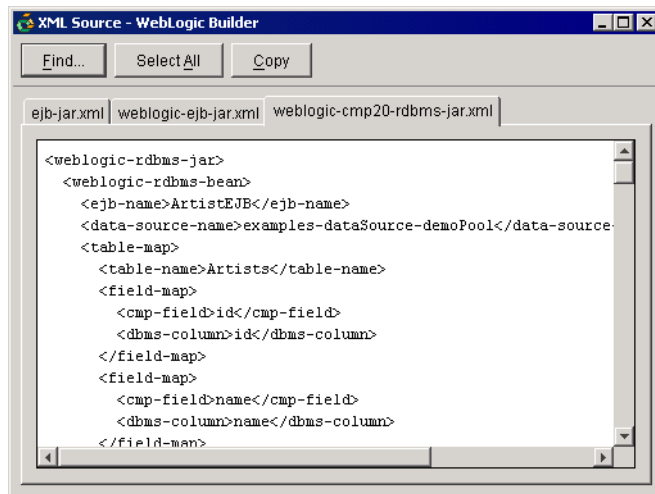 XML Source - WebLogic Builder
Find... Select All Copy
ejb-jar.xml weblogic-ejb-jar.xml weblogic-cmp20-rdbms-jar.xml
<weblogic-rdbms-jar>
<weblogic-rdbms-bean>
<ejb-name>ArtistEJB</ejb-name>
<data-source-name>examples-dataSource-demoPool</data-source-
<table-map>
<table-name>Artists</table-name>
<field-map>
<cmp-field>id</cmp-field>
<dbms-column>id</dbms-column>
</field-map>
<field-map>
<cmp-field>name</cmp-field>
<dbms-column>name</dbms-column>
</field-map>